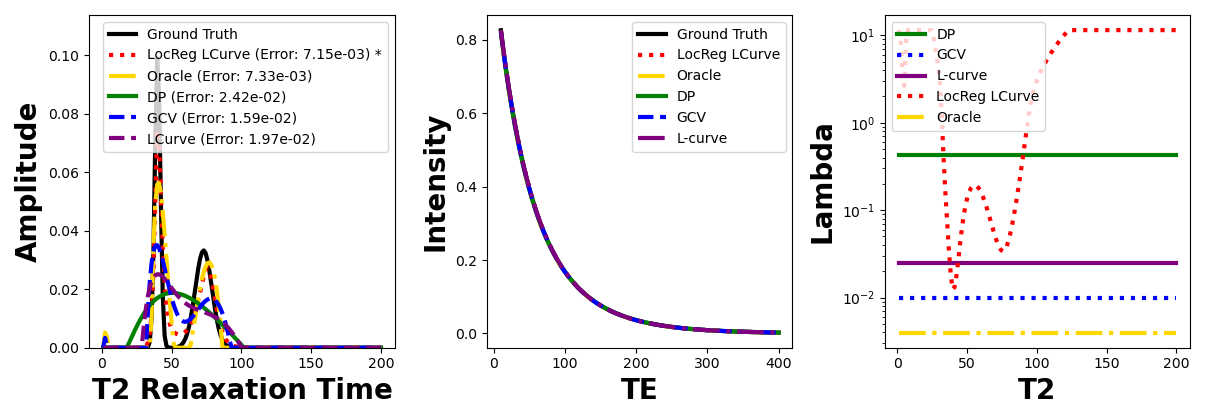 Amplitude
0.10
0.08
0.06
0.04
0.02
0.00
Ground Truth
LocReg LCurve (Error: 7.15e-03) *
Oracle (Error: 7.33e-03)
DP (Error: 2.42e-02)
GCV (Error: 1.59e-02)
LCurve (Error: 1.97e-02)
0 50 100 150 200
T2 Relaxation Time
Intensity
0.8
0.6
0.4
0.2
0.0
Ground Truth
LocReg LCurve
Oracle
DP
GCV
L-curve
0 100 200 300 400
TE
Lambda
10¹
10⁰
10⁻¹
10⁻²
DP
GCV
L-curve
LocReg LCurve
Oracle
0 50 100 150 200
T2